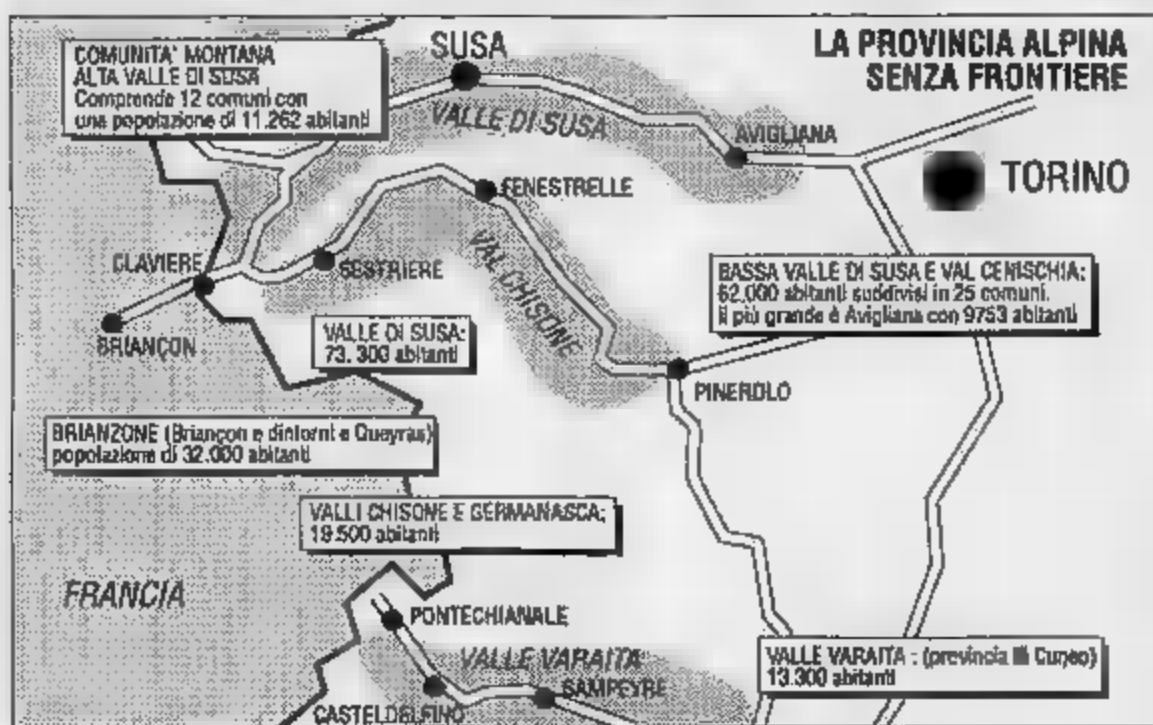 COMUNITA' MONTANA
ALTA VALLE DI SUSA
Comprende 12 comuni con
una popolazione di 11.262 abitanti
SUSA
LA PROVINCIA ALPINA
SENZA FRONTIERE
VALLE DI SUSA
AVIGLIANA
TORINO
FENESTRELLE
CLAVIERE
SESTRIERE
VAL CHISONE
BRIANÇON
BASSA VALLE DI SUSA E VAL CENISCHIA:
62.000 abitanti suddivisi in 25 comuni.
Il più grande è Avigliana con 9753 abitanti
VALLE DI SUSA:
73.300 abitanti
PINEROLO
BRIANZONE (Briançon e dintorni e Queyras)
popolazione di 32.000 abitanti
VALLI CHISONE E GERMANASCA:
19.500 abitanti
FRANCIA
PONTECHIANALE
VALLE VARAITA
VALLE VARAITA : (provincia di Cuneo)
13.300 abitanti
SAMPEYRE
CASTELDELFINO